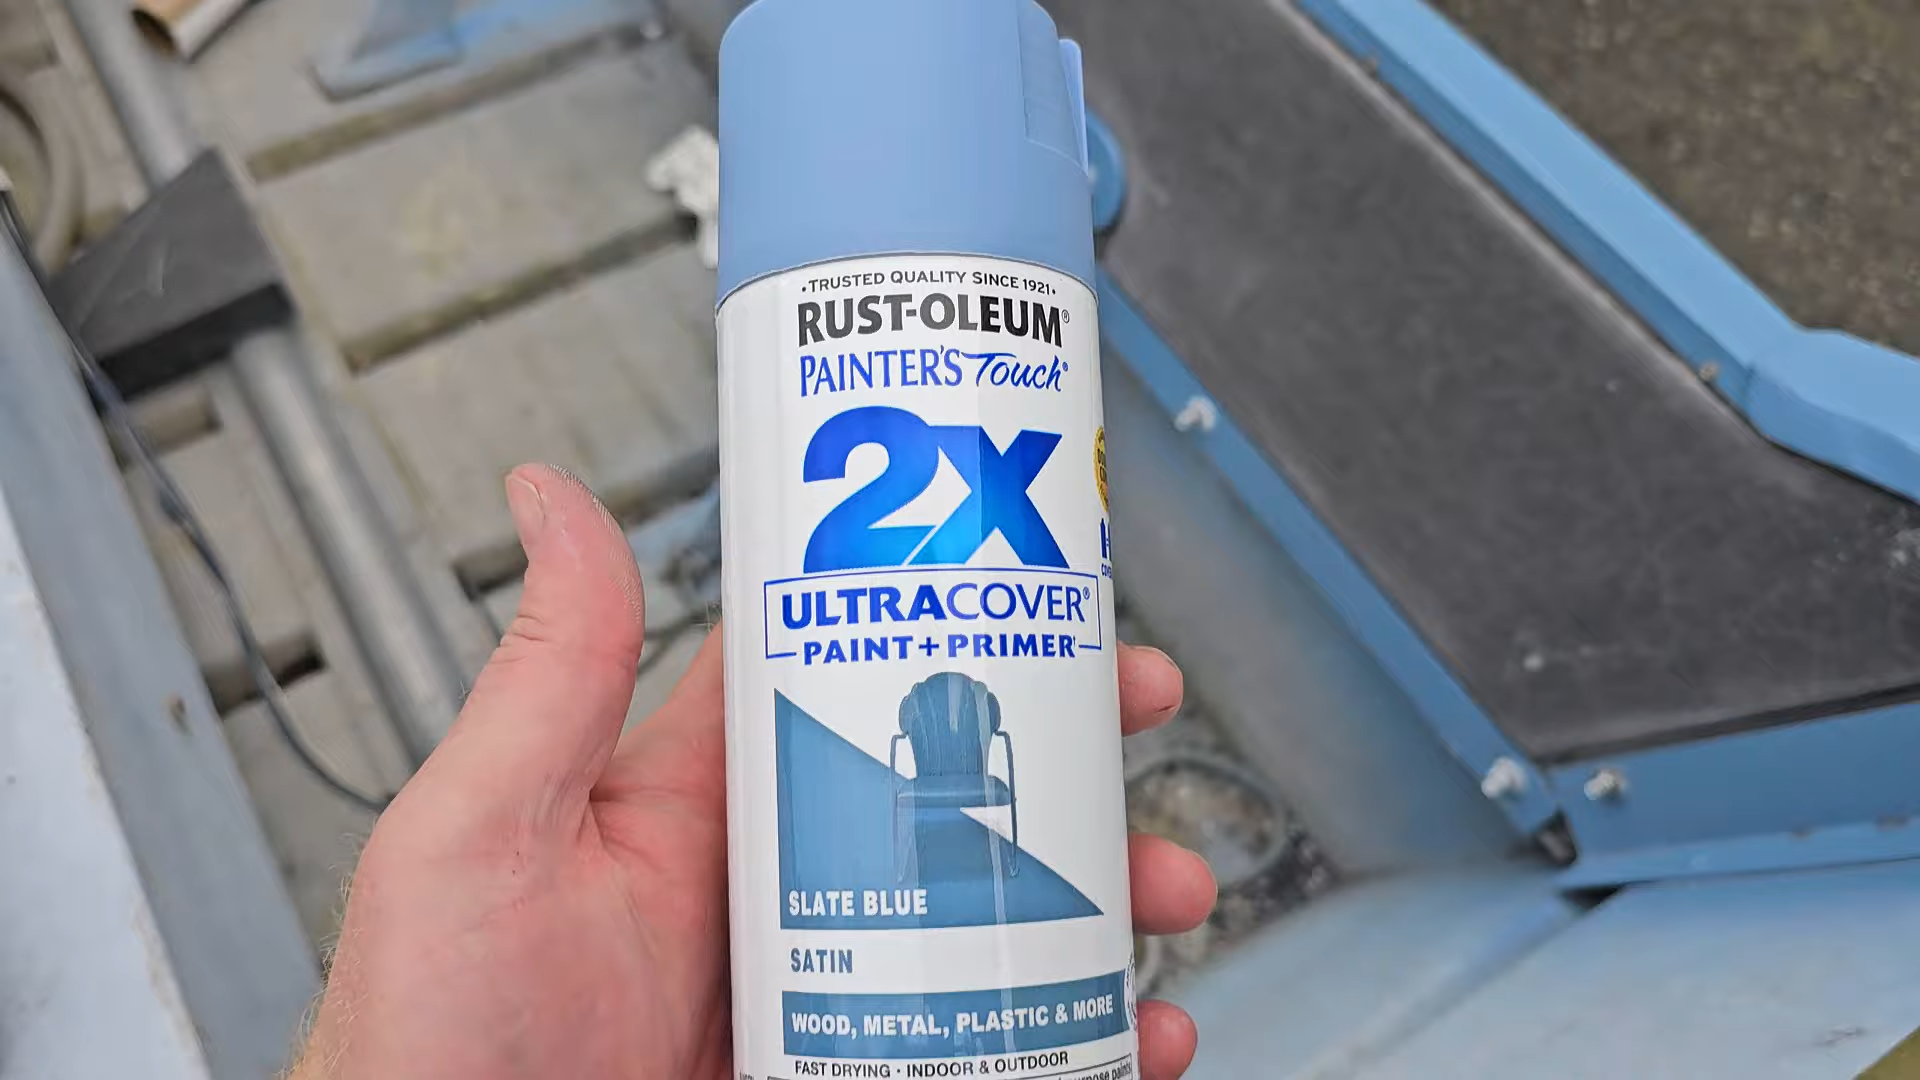 •TRUSTED QUALITY SINCE 1921•
RUST-OLEUM®
PAINTER'S Touch®
2X
ULTRACOVER®
PAINT+PRIMER
SLATE BLUE
SATIN
WOOD, METAL, PLASTIC & MORE
FAST DRYING • INDOOR & OUTDOOR